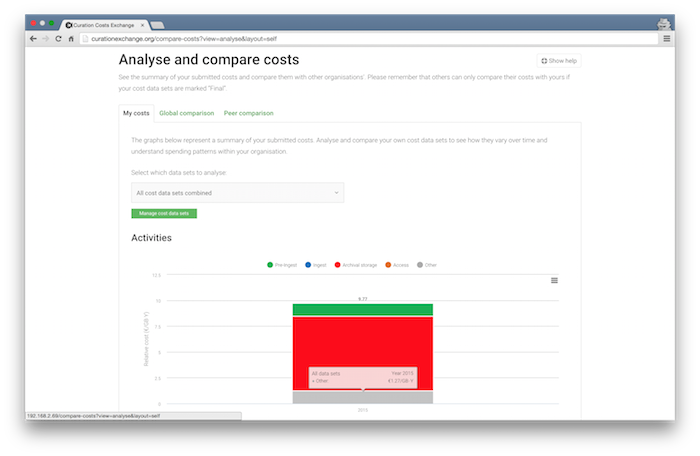 Curation Costs Exchange
curationexchange.org/compare-costs?view=analyse&layout=self
Analyse and compare costs
Show help
See the summary of your submitted costs and compare them with other organisations'. Please remember that others can only compare their costs with yours if
your cost data sets are marked "Final".
My costs Global comparison Peer comparison
The graphs below represent a summary of your submitted costs. Analyse and compare your own cost data sets to see how they vary over time and
understand spending patterns within your organisation.
Select which data sets to analyse:
All cost data sets combined
Manage cost data sets
Activities
Pre-Ingest Ingest Archival storage Access Other
12.5
10
7.5
5
2.5
0
Relative cost (€/GB·Y)
9.77
All data sets Year 2015
Other
2015
192.168.2.89/compare-costs?view=analyse&layout=self